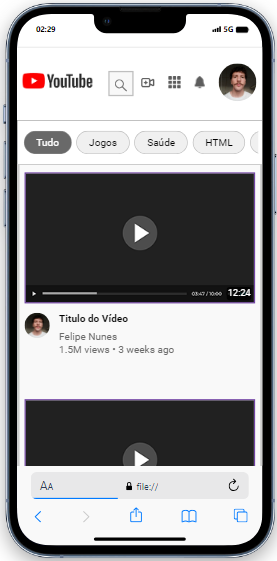 02:29
5G
YouTube
Tudo Jogos Saúde HTML
03:47 / 10:00 12:24
Titulo do Vídeo
Felipe Nunes
1.5M views • 3 weeks ago
AA file://